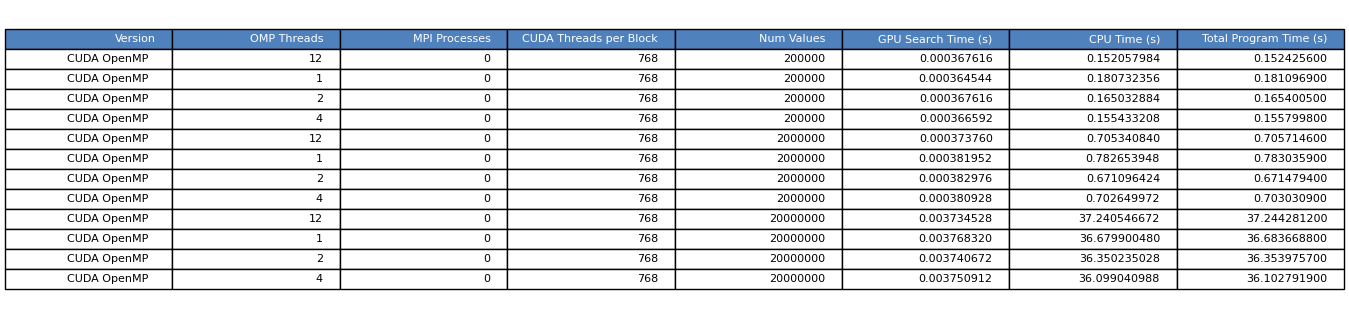 Version OMP Threads MPI Processes CUDA Threads per Block Num Values GPU Search Time (s) CPU Time (s) Total Program Time (s)
CUDA OpenMP 12 0 768 200000 0.000367616 0.152057984 0.152425600
CUDA OpenMP 1 0 768 200000 0.000364544 0.180732356 0.181096900
CUDA OpenMP 2 0 768 200000 0.000367616 0.165032884 0.165400500
CUDA OpenMP 4 0 768 200000 0.000366592 0.155433208 0.155799800
CUDA OpenMP 12 0 768 2000000 0.000373760 0.705340840 0.705714600
CUDA OpenMP 1 0 768 2000000 0.000381952 0.782653948 0.783035900
CUDA OpenMP 2 0 768 2000000 0.000382976 0.671096424 0.671479400
CUDA OpenMP 4 0 768 2000000 0.000380928 0.702649972 0.703030900
CUDA OpenMP 12 0 768 20000000 0.003734528 37.240546672 37.244281200
CUDA OpenMP 1 0 768 20000000 0.003768320 36.679900480 36.683668800
CUDA OpenMP 2 0 768 20000000 0.003740672 36.350235028 36.353975700
CUDA OpenMP 4 0 768 20000000 0.003750912 36.099040988 36.102791900